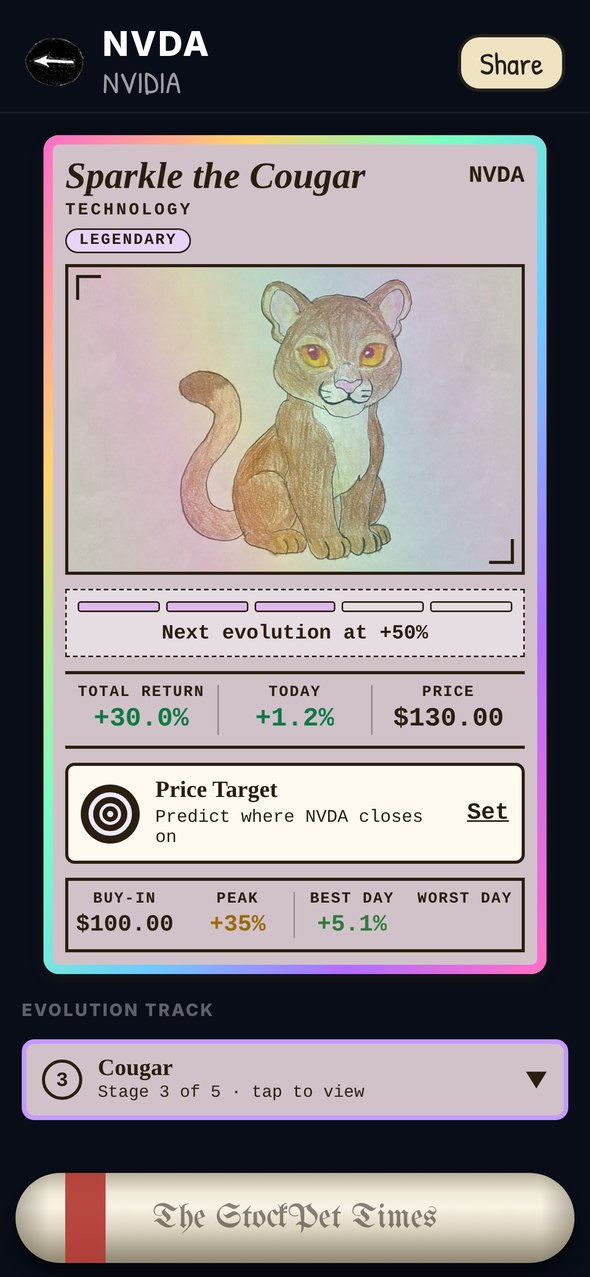 NVDA
NVIDIA
Share
Sparkle the Cougar
NVDA
TECHNOLOGY
LEGENDARY
Next evolution at +50%
TOTAL RETURN
+30.0%
TODAY
+1.2%
PRICE
$130.00
Price Target
Predict where NVDA closes
on
Set
BUY-IN
$100.00
PEAK
+35%
BEST DAY
+5.1%
WORST DAY
EVOLUTION TRACK
3
Cougar
Stage 3 of 5 · tap to view
The StockPet Times